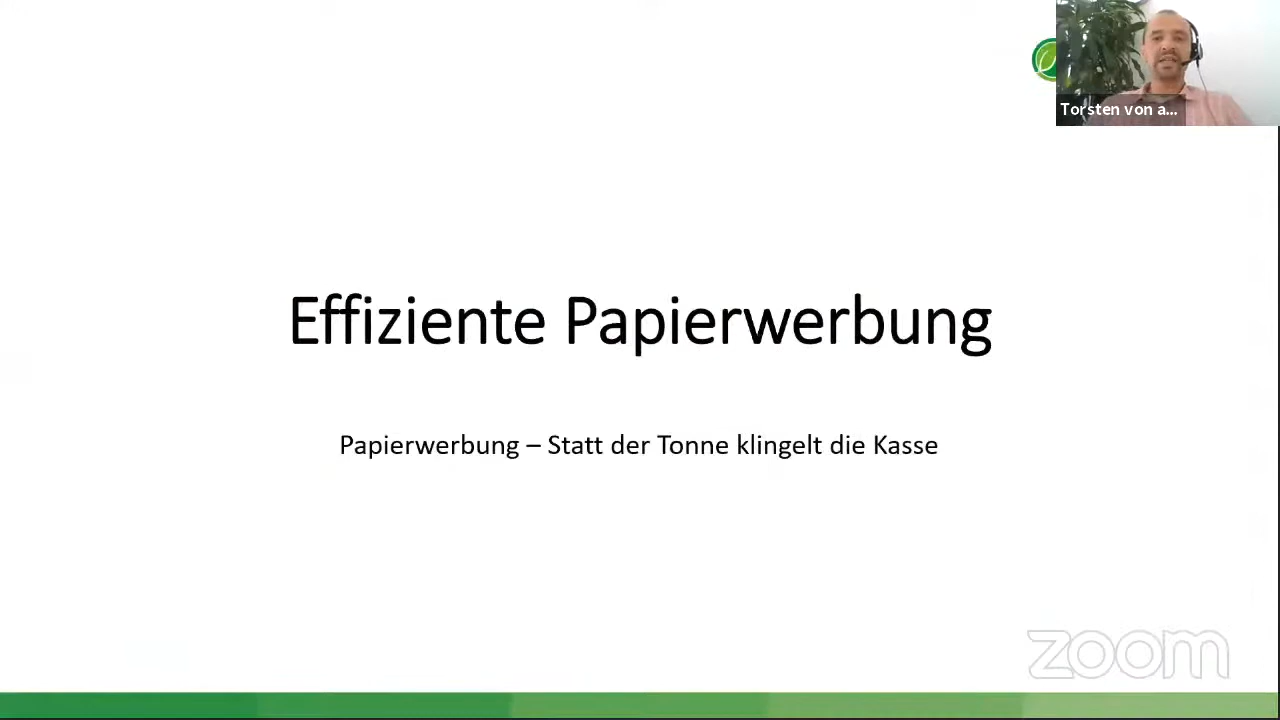 Torsten von a...
Effiziente Papierwerbung
Papierwerbung – Statt der Tonne klingelt die Kasse
zoom